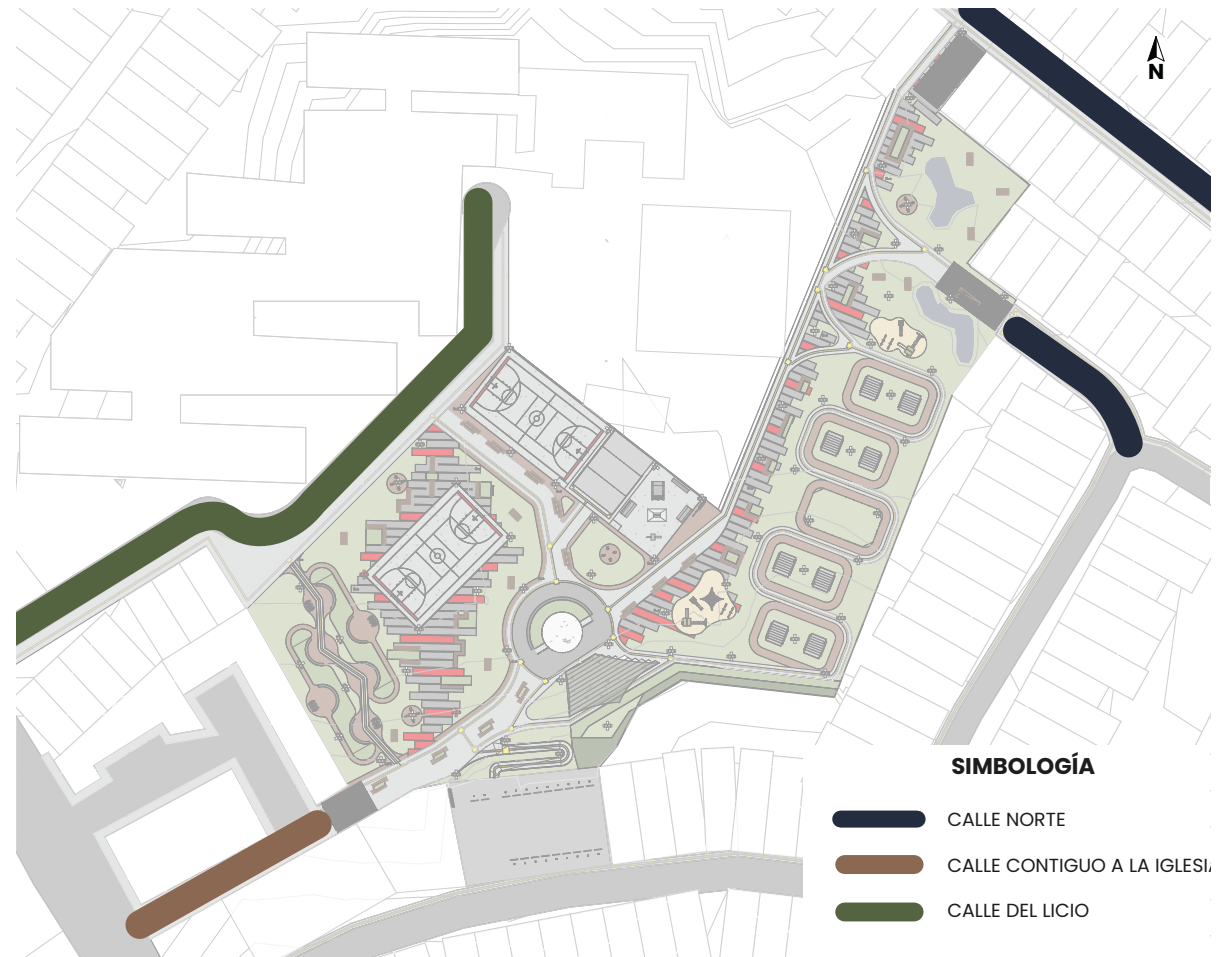 N
SIMBOLOGÍA
CALLE NORTE
CALLE CONTIGUO A LA IGLESIA
CALLE DEL LICIO